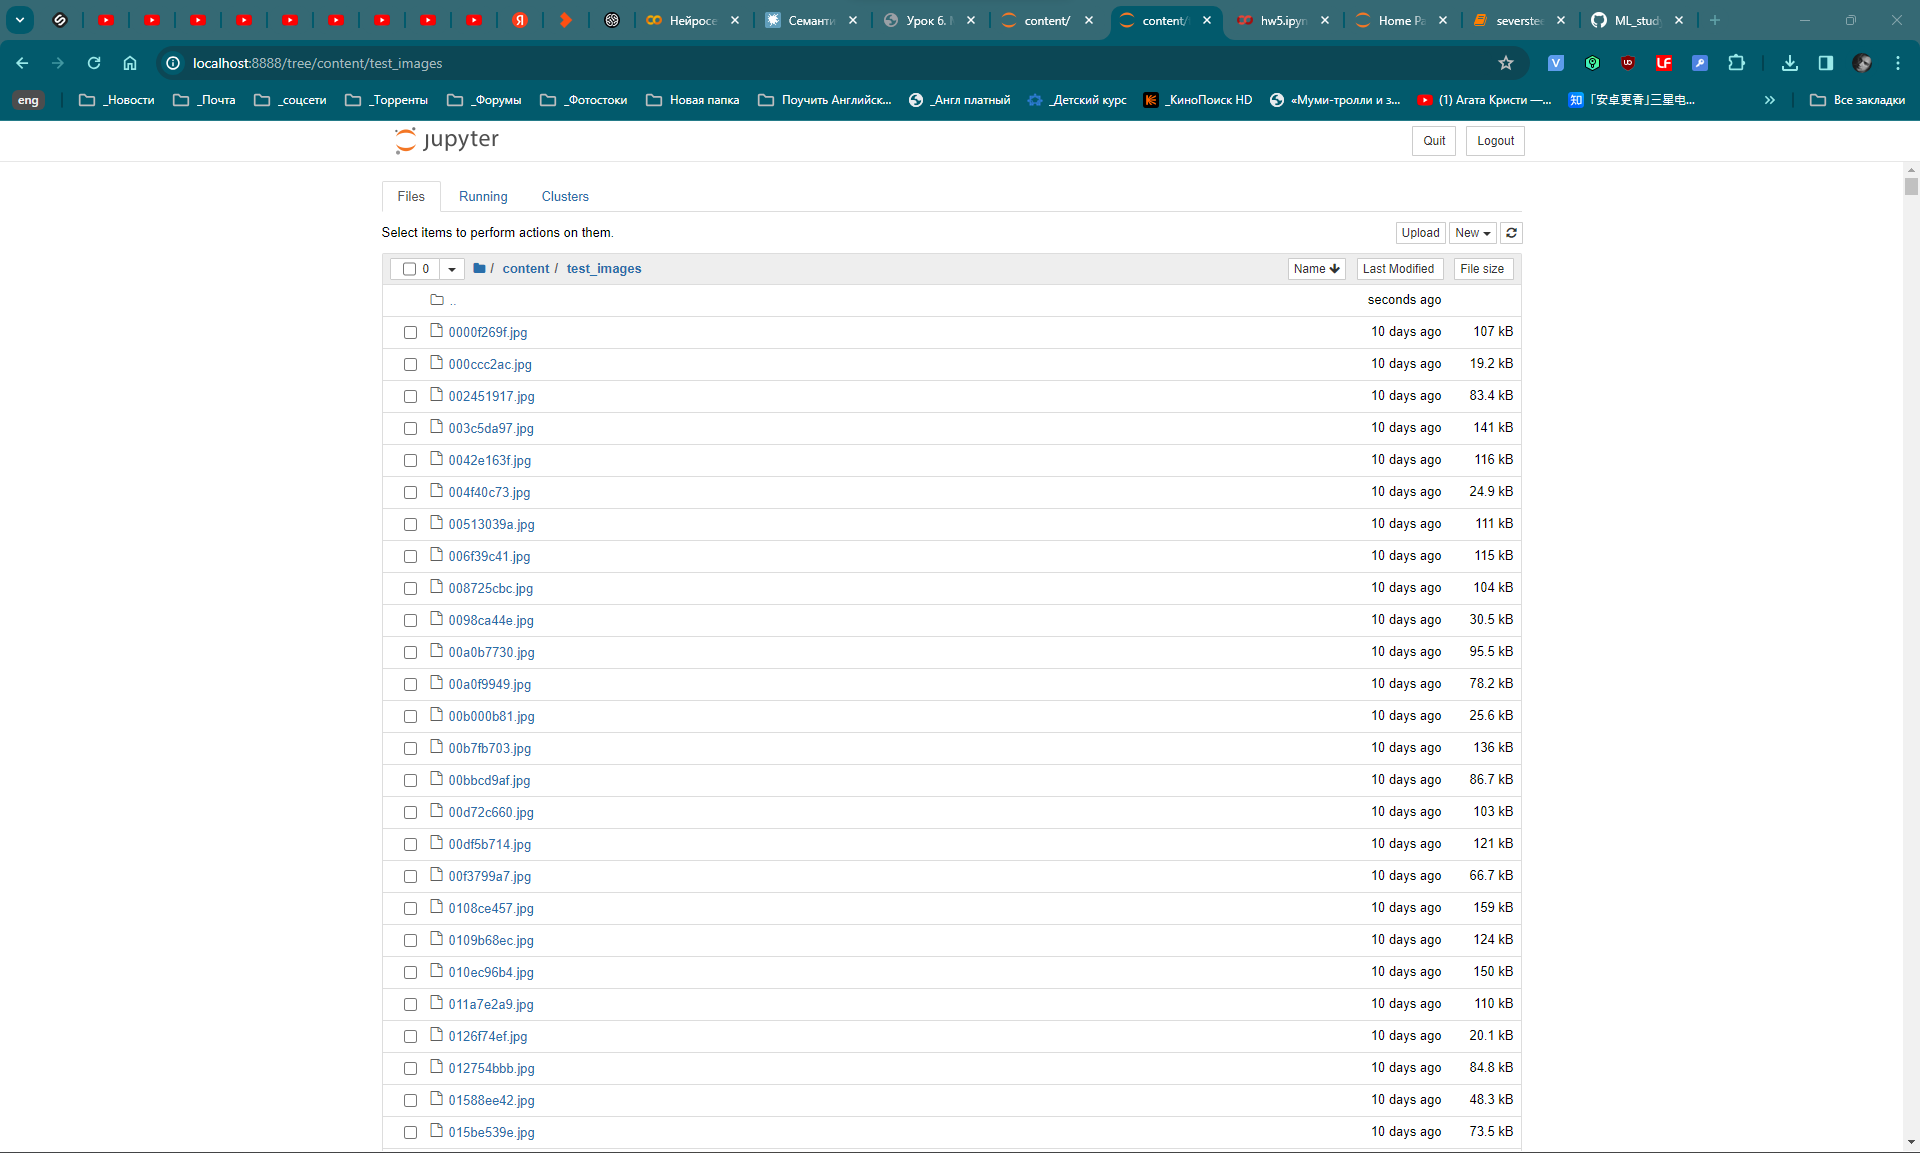 Нейросе
Семанти
Урок 6. М
content/
content/
hw5.ipyn
Home Pa
severstee
ML_stud
localhost:8888/tree/content/test_images
eng _Новости _Почта _соцсети _Торренты _Форумы _Фотостоки Новая папка Поучить Английск... _Англ платный _Детский курс _КиноПоиск HD «Муми-тролли и з... (1) Агата Кристи —... 知 「安卓更香」三星电... » Все закладки
jupyter Quit Logout
Files Running Clusters
Select items to perform actions on them. Upload New
0 / content / test_images Name Last Modified File size
.. seconds ago
0000f269f.jpg 10 days ago 107 kB
000ccc2ac.jpg 10 days ago 19.2 kB
002451917.jpg 10 days ago 83.4 kB
003c5da97.jpg 10 days ago 141 kB
0042e163f.jpg 10 days ago 116 kB
004f40c73.jpg 10 days ago 24.9 kB
00513039a.jpg 10 days ago 111 kB
006f39c41.jpg 10 days ago 115 kB
008725cbc.jpg 10 days ago 104 kB
0098ca44e.jpg 10 days ago 30.5 kB
00a0b7730.jpg 10 days ago 95.5 kB
00a0f9949.jpg 10 days ago 78.2 kB
00b000b81.jpg 10 days ago 25.6 kB
00b7fb703.jpg 10 days ago 136 kB
00bbcd9af.jpg 10 days ago 86.7 kB
00d72c660.jpg 10 days ago 103 kB
00df5b714.jpg 10 days ago 121 kB
00f3799a7.jpg 10 days ago 66.7 kB
0108ce457.jpg 10 days ago 159 kB
0109b68ec.jpg 10 days ago 124 kB
010ec96b4.jpg 10 days ago 150 kB
011a7e2a9.jpg 10 days ago 110 kB
0126f74ef.jpg 10 days ago 20.1 kB
012754bbb.jpg 10 days ago 84.8 kB
01588ee42.jpg 10 days ago 48.3 kB
015be539e.jpg 10 days ago 73.5 kB